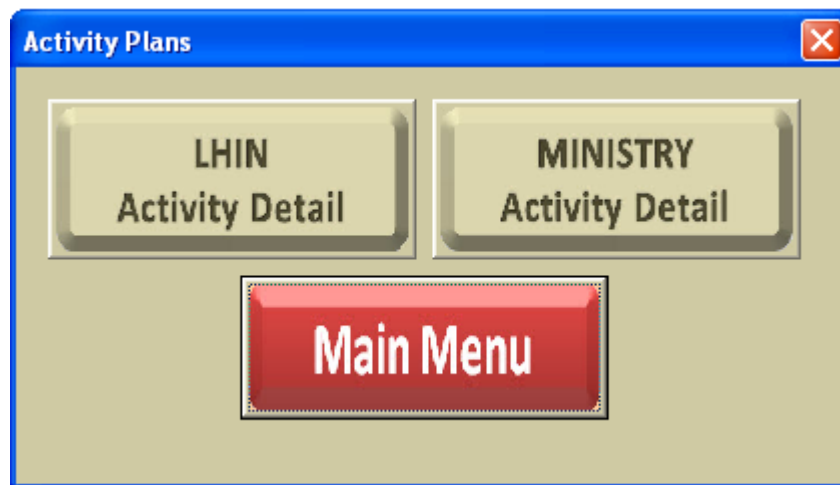 Activity Plans
LHIN
Activity Detail
MINISTRY
Activity Detail
Main Menu